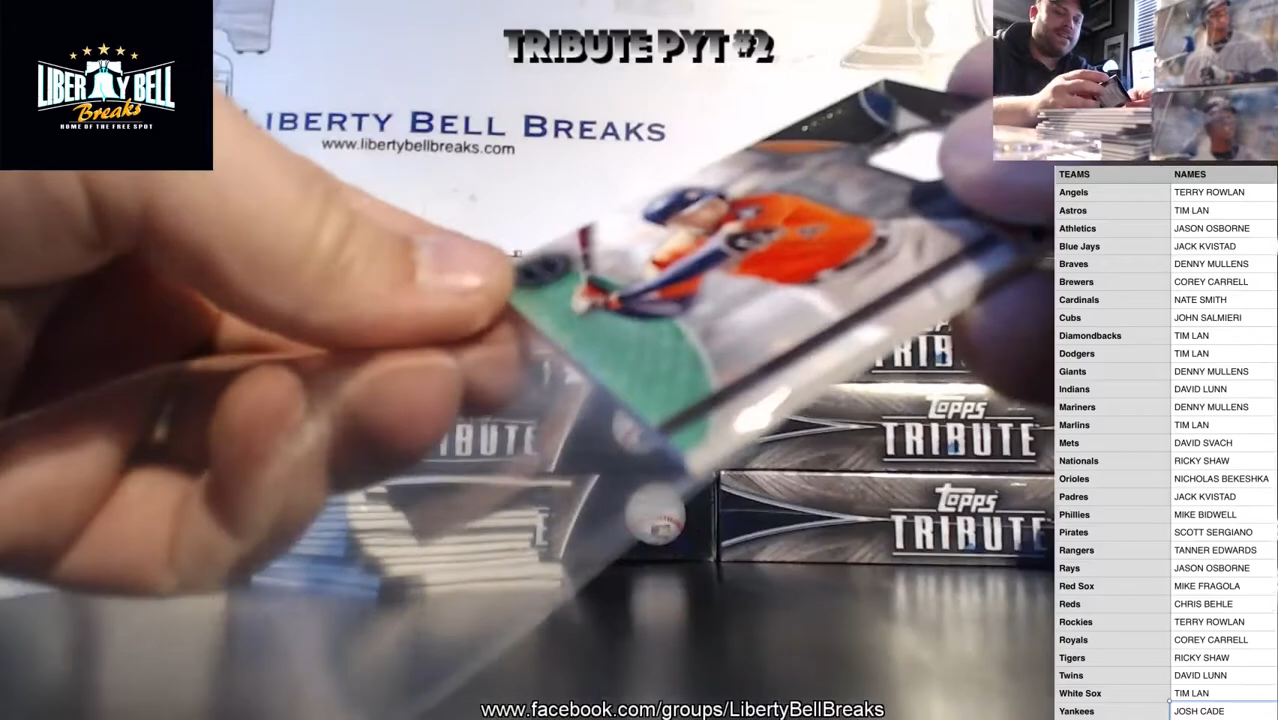 TRIBUTE PYT #2
LIBERTY BELL
Breaks
HOME OF THE FREE SPOT
LIBERTY BELL BREAKS
www.libertybellbreaks.com
TEAMS NAMES
Angels TERRY ROWLAN
Astros TIM LAN
Athletics JASON OSBORNE
Blue Jays JACK KVISTAD
Braves DENNY MULLENS
Brewers COREY CARRELL
Cardinals NATE SMITH
Cubs JOHN SALMIERI
Diamondbacks TIM LAN
Dodgers TIM LAN
Giants DENNY MULLENS
Indians DAVID LUNN
Mariners DENNY MULLENS
Marlins TIM LAN
Mets DAVID SVACH
Nationals RICKY SHAW
Orioles NICHOLAS BEKESHKA
Padres JACK KVISTAD
Phillies MIKE BIDWELL
Pirates SCOTT SERGIANO
Rangers TANNER EDWARDS
Rays JASON OSBORNE
Red Sox MIKE FRAGOLA
Reds CHRIS BEHLE
Rockies TERRY ROWLAN
Royals COREY CARRELL
Tigers RICKY SHAW
Twins DAVID LUNN
White Sox TIM LAN
Yankees JOSH CADE
TRIBUTE
Topps
TRIBUTE
Topps
TRIBUTE
www.facebook.com/groups/LibertyBellBreaks